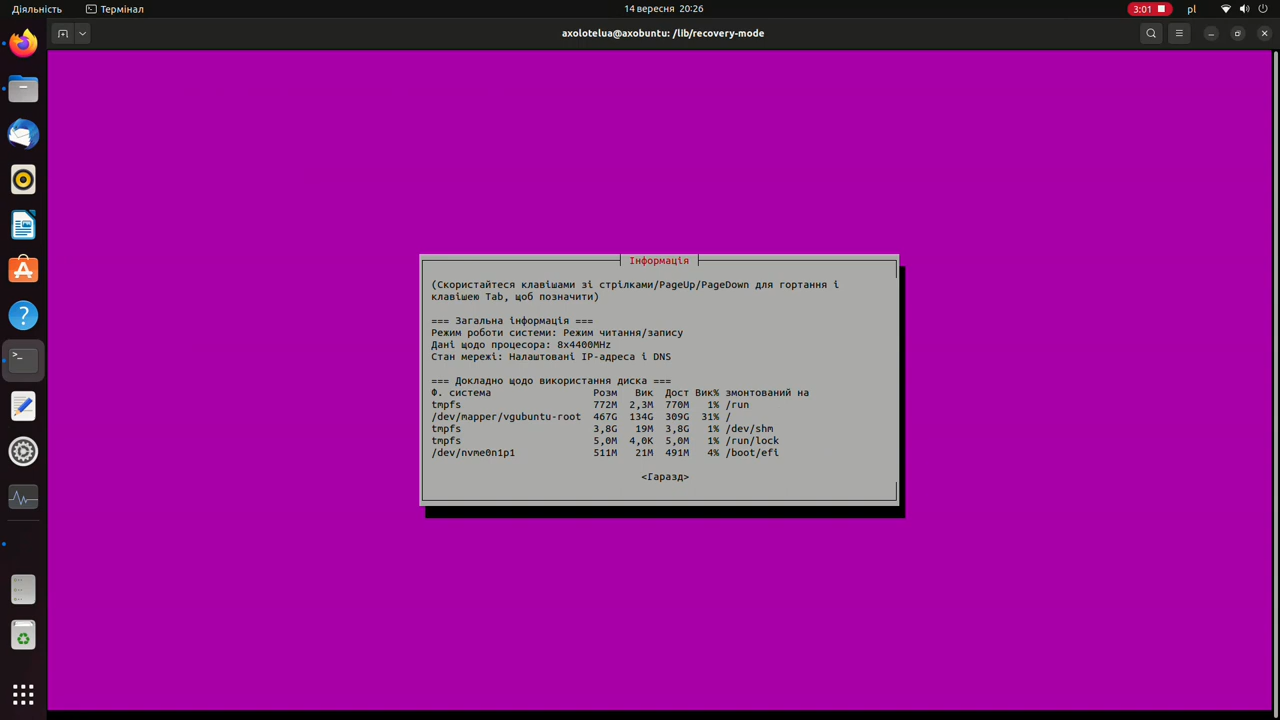 Діяльність
Термінал
14 вересня 20:26
3:01
pl
axolotelua@axobuntu: /lib/recovery-mode
Інформація
(Скористайтеся клавішами зі стрілками/PageUp/PageDown для гортання і
клавішею Tab, щоб позначити)
=== Загальна інформація ===
Режим роботи системи: Режим читання/запису
Дані щодо процесора: 8x4400MHz
Стан мережі: Налаштовані IP-адреса і DNS
=== Докладно щодо використання диска ===
Ф. система Розм Вик Дост Вик% змонтований на
tmpfs 772M 2,3M 770M 1% /run
/dev/mapper/vgubuntu-root 467G 134G 309G 31% /
tmpfs 3,8G 19M 3,8G 1% /dev/shm
tmpfs 5,0M 4,0K 5,0M 1% /run/lock
/dev/nvme0n1p1 511M 21M 491M 4% /boot/efi
<Гаразд>